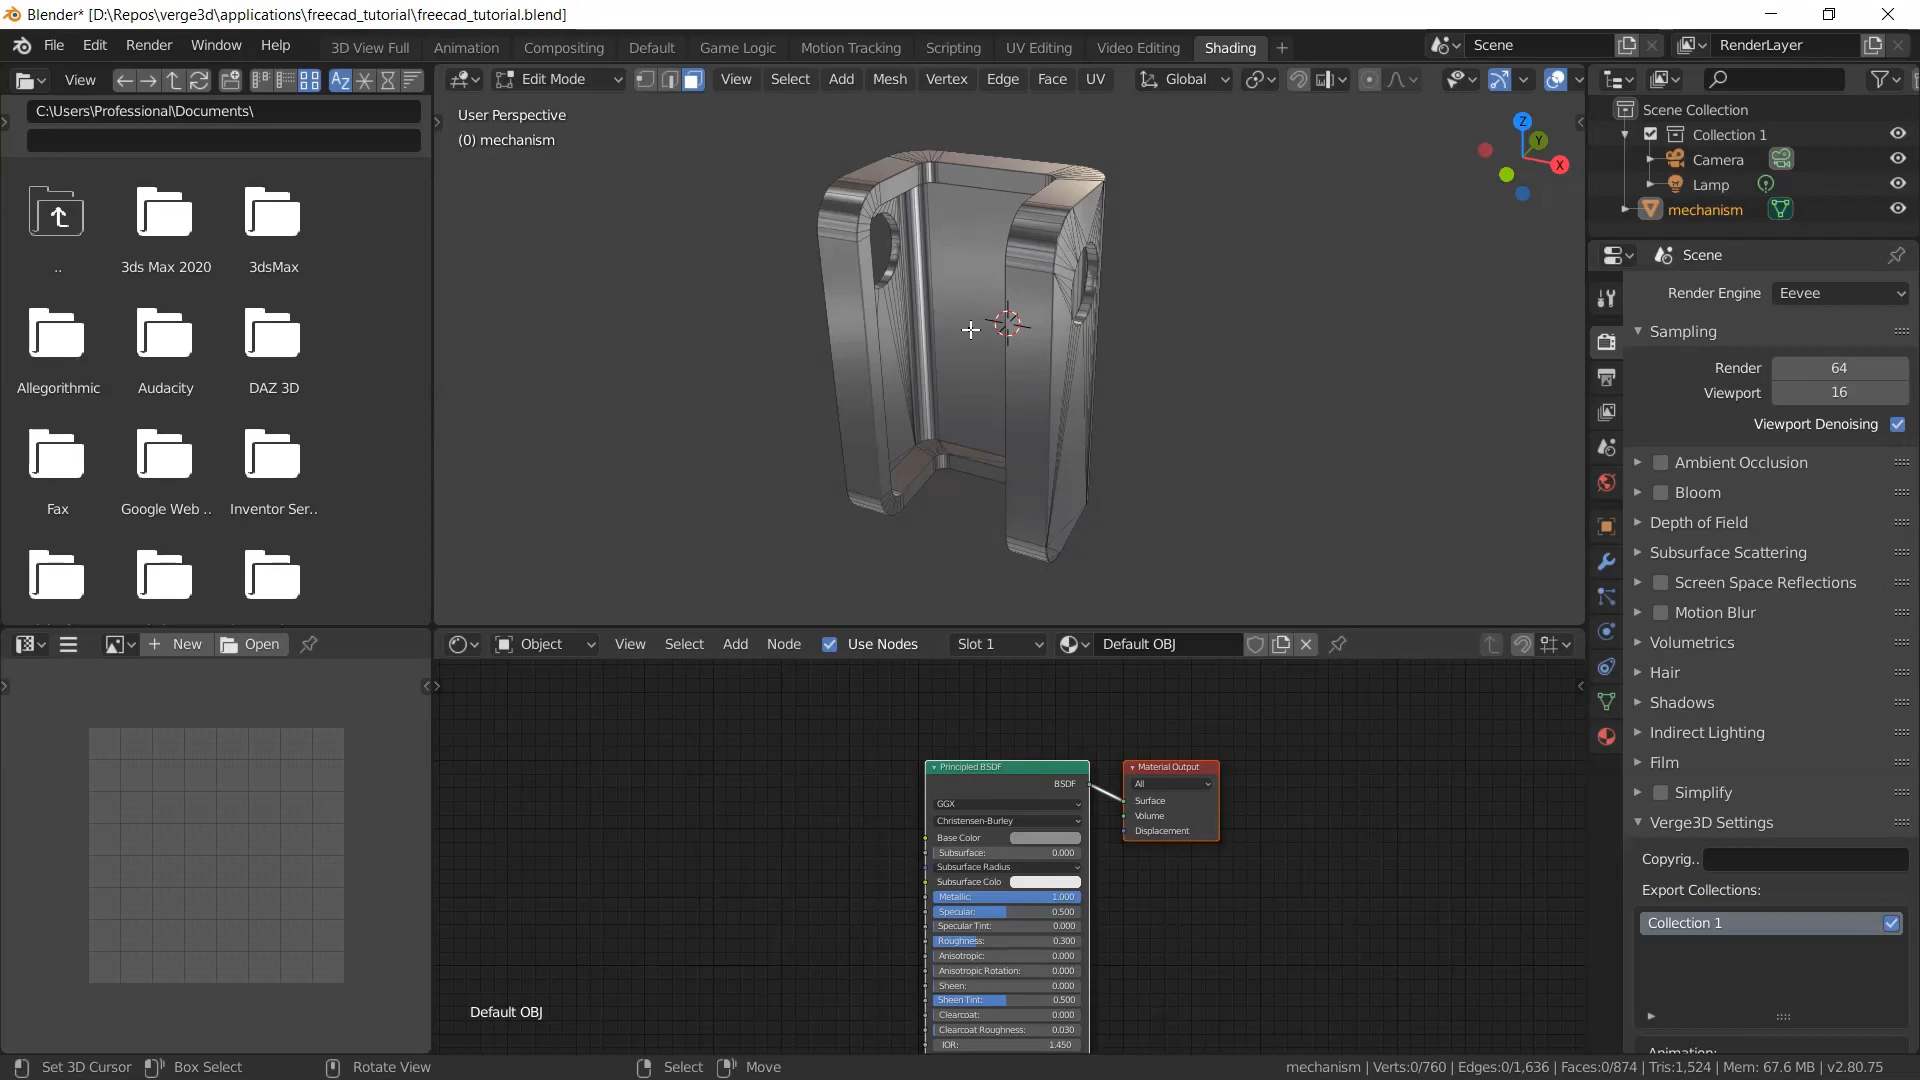 Blender* [D:\Repos\verge3d\applications\freecad_tutorial\freecad_tutorial.blend]
File Edit Render Window Help 3D View Full Animation Compositing Default Game Logic Motion Tracking Scripting UV Editing Video Editing Shading + Scene RenderLayer
View Edit Mode View Select Add Mesh Vertex Edge Face UV Global
C:\Users\Professional\Documents\
User Perspective
(0) mechanism
Z
Y
X
Scene Collection
Collection 1
Camera
Lamp
mechanism
..
3ds Max 2020
3dsMax
Allegorithmic
Audacity
DAZ 3D
Fax
Google Web ..
Inventor Ser..
Scene
Render Engine Eevee
Sampling
Render 64
Viewport 16
Viewport Denoising
Ambient Occlusion
Bloom
Depth of Field
Subsurface Scattering
Screen Space Reflections
Motion Blur
Volumetrics
Hair
Shadows
Indirect Lighting
Film
Simplify
Verge3D Settings
Copyrig..
Export Collections:
Collection 1
New Open
Object View Select Add Node Use Nodes Slot 1 Default OBJ
Principled BSDF
BSDF
GGX
Christensen-Burley
Base Color
Subsurface: 0.000
Subsurface Radius
Subsurface Colo
Metallic: 1.000
Specular: 0.500
Specular Tint: 0.000
Roughness: 0.300
Anisotropic: 0.000
Anisotropic Rotation: 0.000
Sheen: 0.000
Sheen Tint: 0.500
Clearcoat: 0.000
Clearcoat Roughness: 0.030
IOR: 1.450
Material Output
All
Surface
Volume
Displacement
Default OBJ
Set 3D Cursor Box Select Rotate View Select Move
mechanism | Verts:0/760 | Edges:0/1,636 | Faces:0/874 | Tris:1,524 | Mem: 67.6 MB | v2.80.75